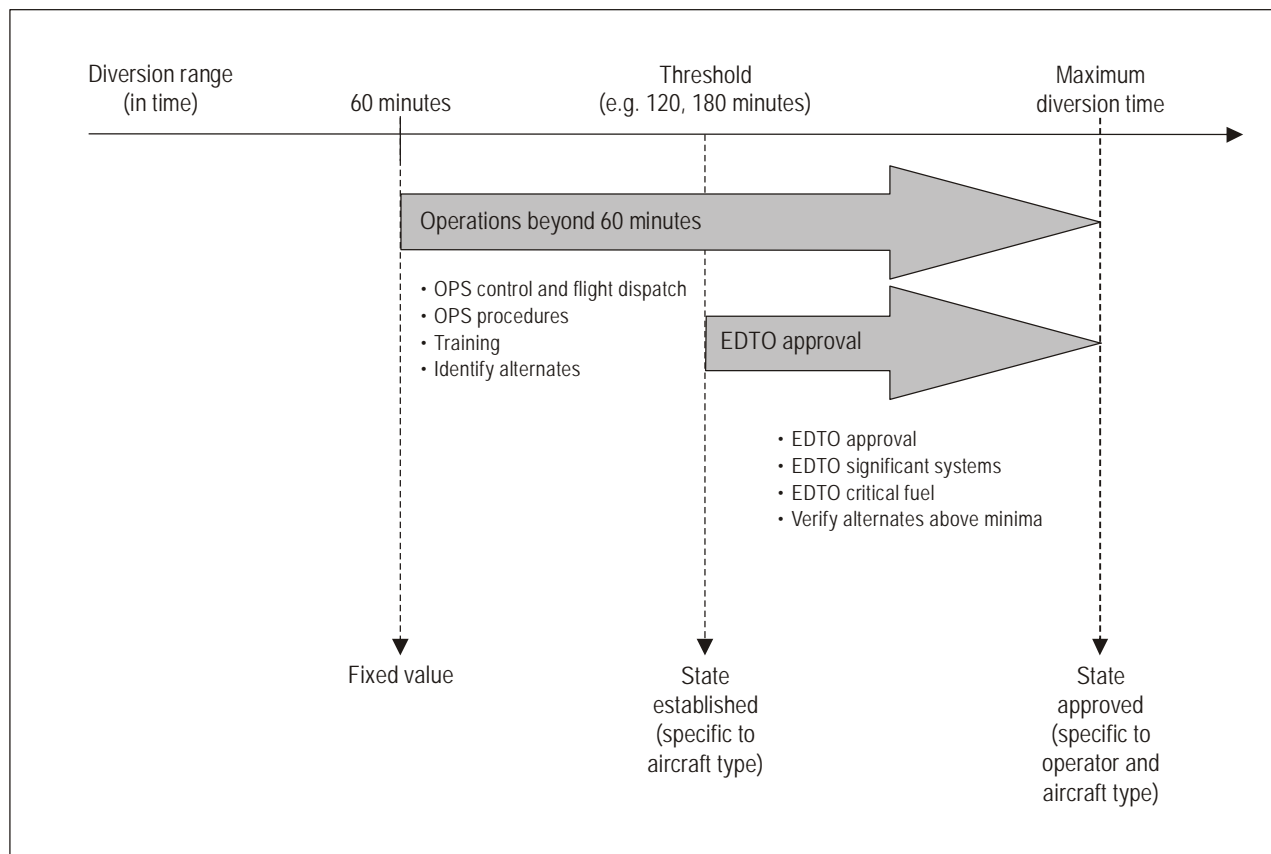 Diversion range
(in time)
60 minutes
Threshold
(e.g. 120, 180 minutes)
Maximum
diversion time
Operations beyond 60 minutes
• OPS control and flight dispatch
• OPS procedures
• Training
• Identify alternates
EDTO approval
• EDTO approval
• EDTO significant systems
• EDTO critical fuel
• Verify alternates above minima
Fixed value
State
established
(specific to
aircraft type)
State
approved
(specific to
operator and
aircraft type)